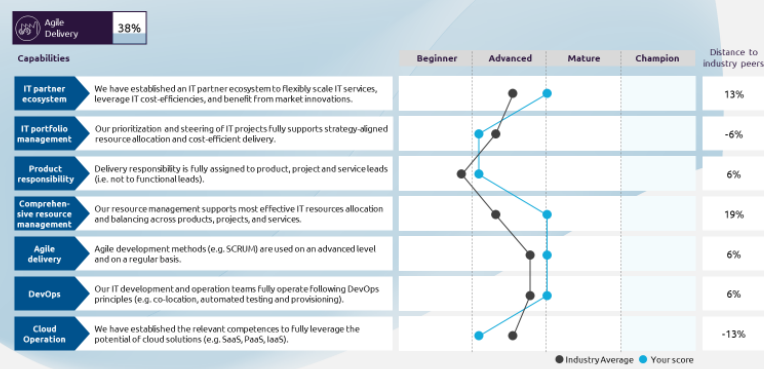 Agile
Delivery
38%
Capabilities
Beginner
Advanced
Mature
Champion
Distance to
industry peers
IT partner
ecosystem
We have established an IT partner ecosystem to flexibly scale IT services,
leverage IT cost-efficiencies, and benefit from market innovations.
13%
IT portfolio
management
Our prioritization and steering of IT projects fully supports strategy-aligned
resource allocation and cost-efficient delivery.
-6%
Product
responsibility
Delivery responsibility is fully assigned to product, project and service leads
(i.e. not to functional leads).
6%
Comprehen-
sive resource
management
Our resource management supports most effective IT resources allocation
and balancing across products, projects, and services.
19%
Agile
delivery
Agile development methods (e.g. SCRUM) are used on an advanced level
and on a regular basis.
6%
DevOps
Our IT development and operation teams fully operate following DevOps
principles (e.g. co-location, automated testing and provisioning).
6%
Cloud
Operation
We have established the relevant competences to fully leverage the
potential of cloud solutions (e.g. SaaS, PaaS, IaaS).
-13%
Industry Average
Your score